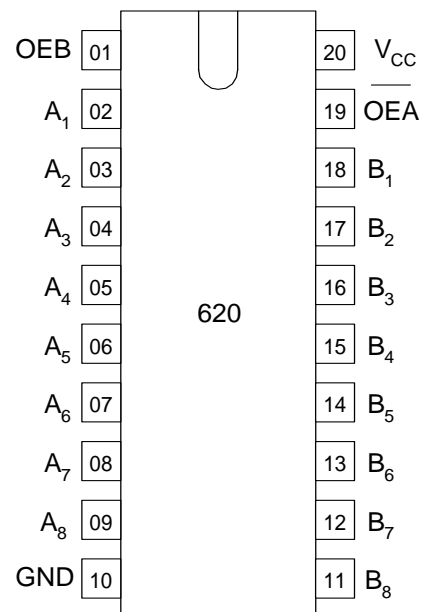 OEB 01 20 V_CC
A₁ 02 19 O̅E̅A̅
A₂ 03 18 B₁
A₃ 04 17 B₂
A₄ 05 16 B₃
620
A₅ 06 15 B₄
A₆ 07 14 B₅
A₇ 08 13 B₆
A₈ 09 12 B₇
GND 10 11 B₈